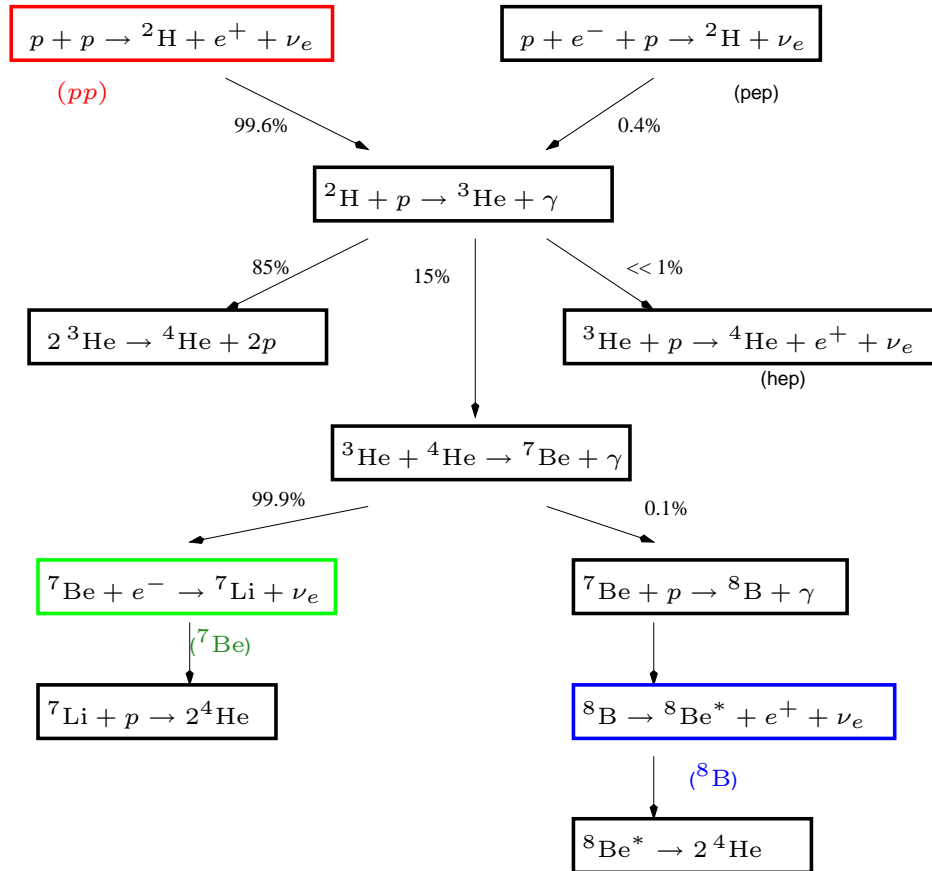 p + p → ²H + e⁺ + νₑ
p + e⁻ + p → ²H + νₑ
(pp)
(pep)
99.6%
0.4%
²H + p → ³He + γ
85%
15%
<< 1%
2 ³He → ⁴He + 2p
³He + p → ⁴He + e⁺ + νₑ
(hep)
³He + ⁴He → ⁷Be + γ
99.9%
0.1%
⁷Be + e⁻ → ⁷Li + νₑ
⁷Be + p → ⁸B + γ
(⁷Be)
⁷Li + p → 2⁴He
⁸B → ⁸Be* + e⁺ + νₑ
(⁸B)
⁸Be* → 2 ⁴He